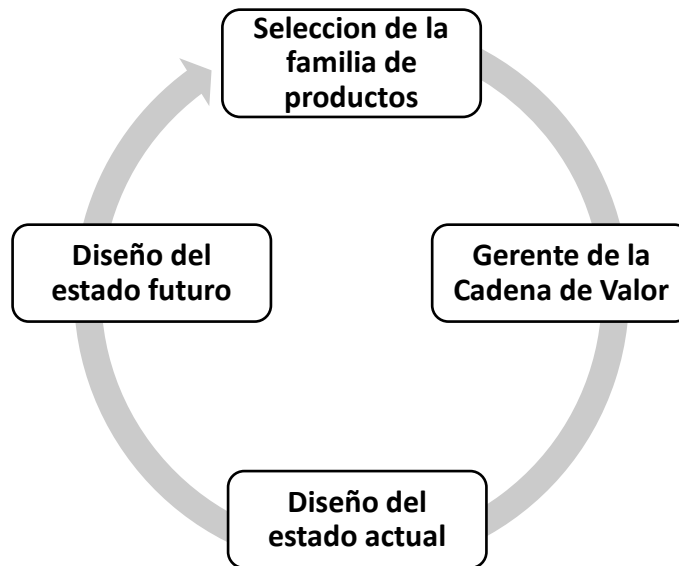 Seleccion de la
familia de
productos
Gerente de la
Cadena de Valor
Diseño del
estado actual
Diseño del
estado futuro